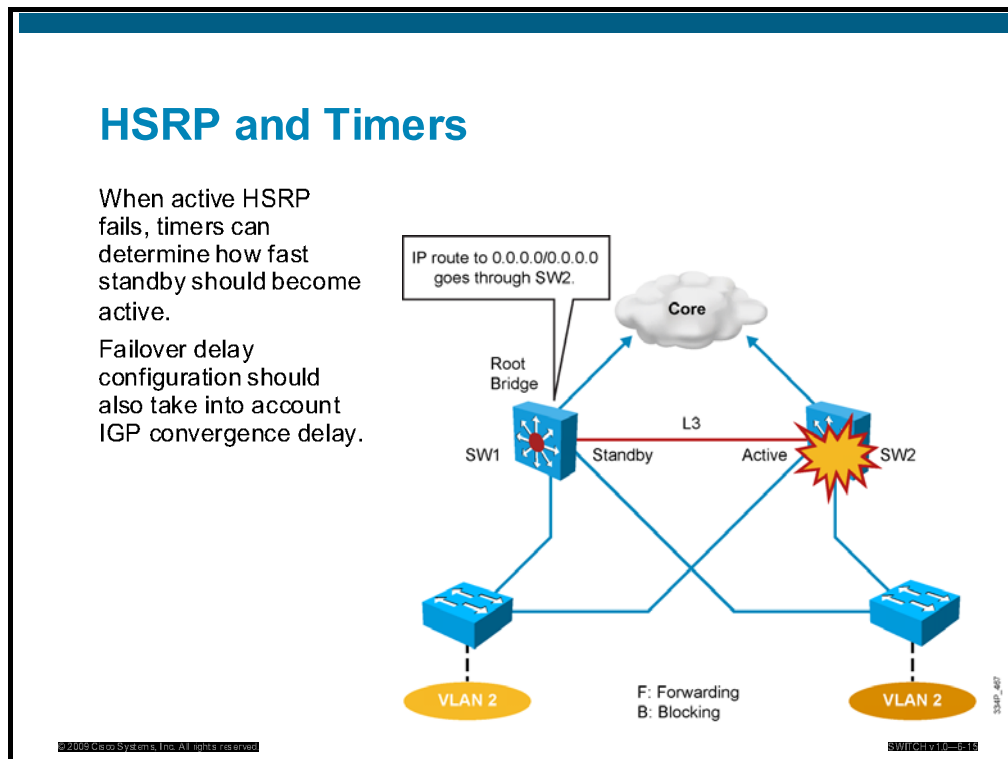 HSRP and Timers
When active HSRP
fails, timers can
determine how fast
standby should become
active.
Failover delay
configuration should
also take into account
IGP convergence delay.
IP route to 0.0.0.0/0.0.0.0
goes through SW2.
Core
Root
Bridge
L3
SW1
Standby
Active
SW2
VLAN 2
VLAN 2
F: Forwarding
B: Blocking
334P_467
© 2009 Cisco Systems, Inc. All rights reserved.
SWITCH v1.0—6-15